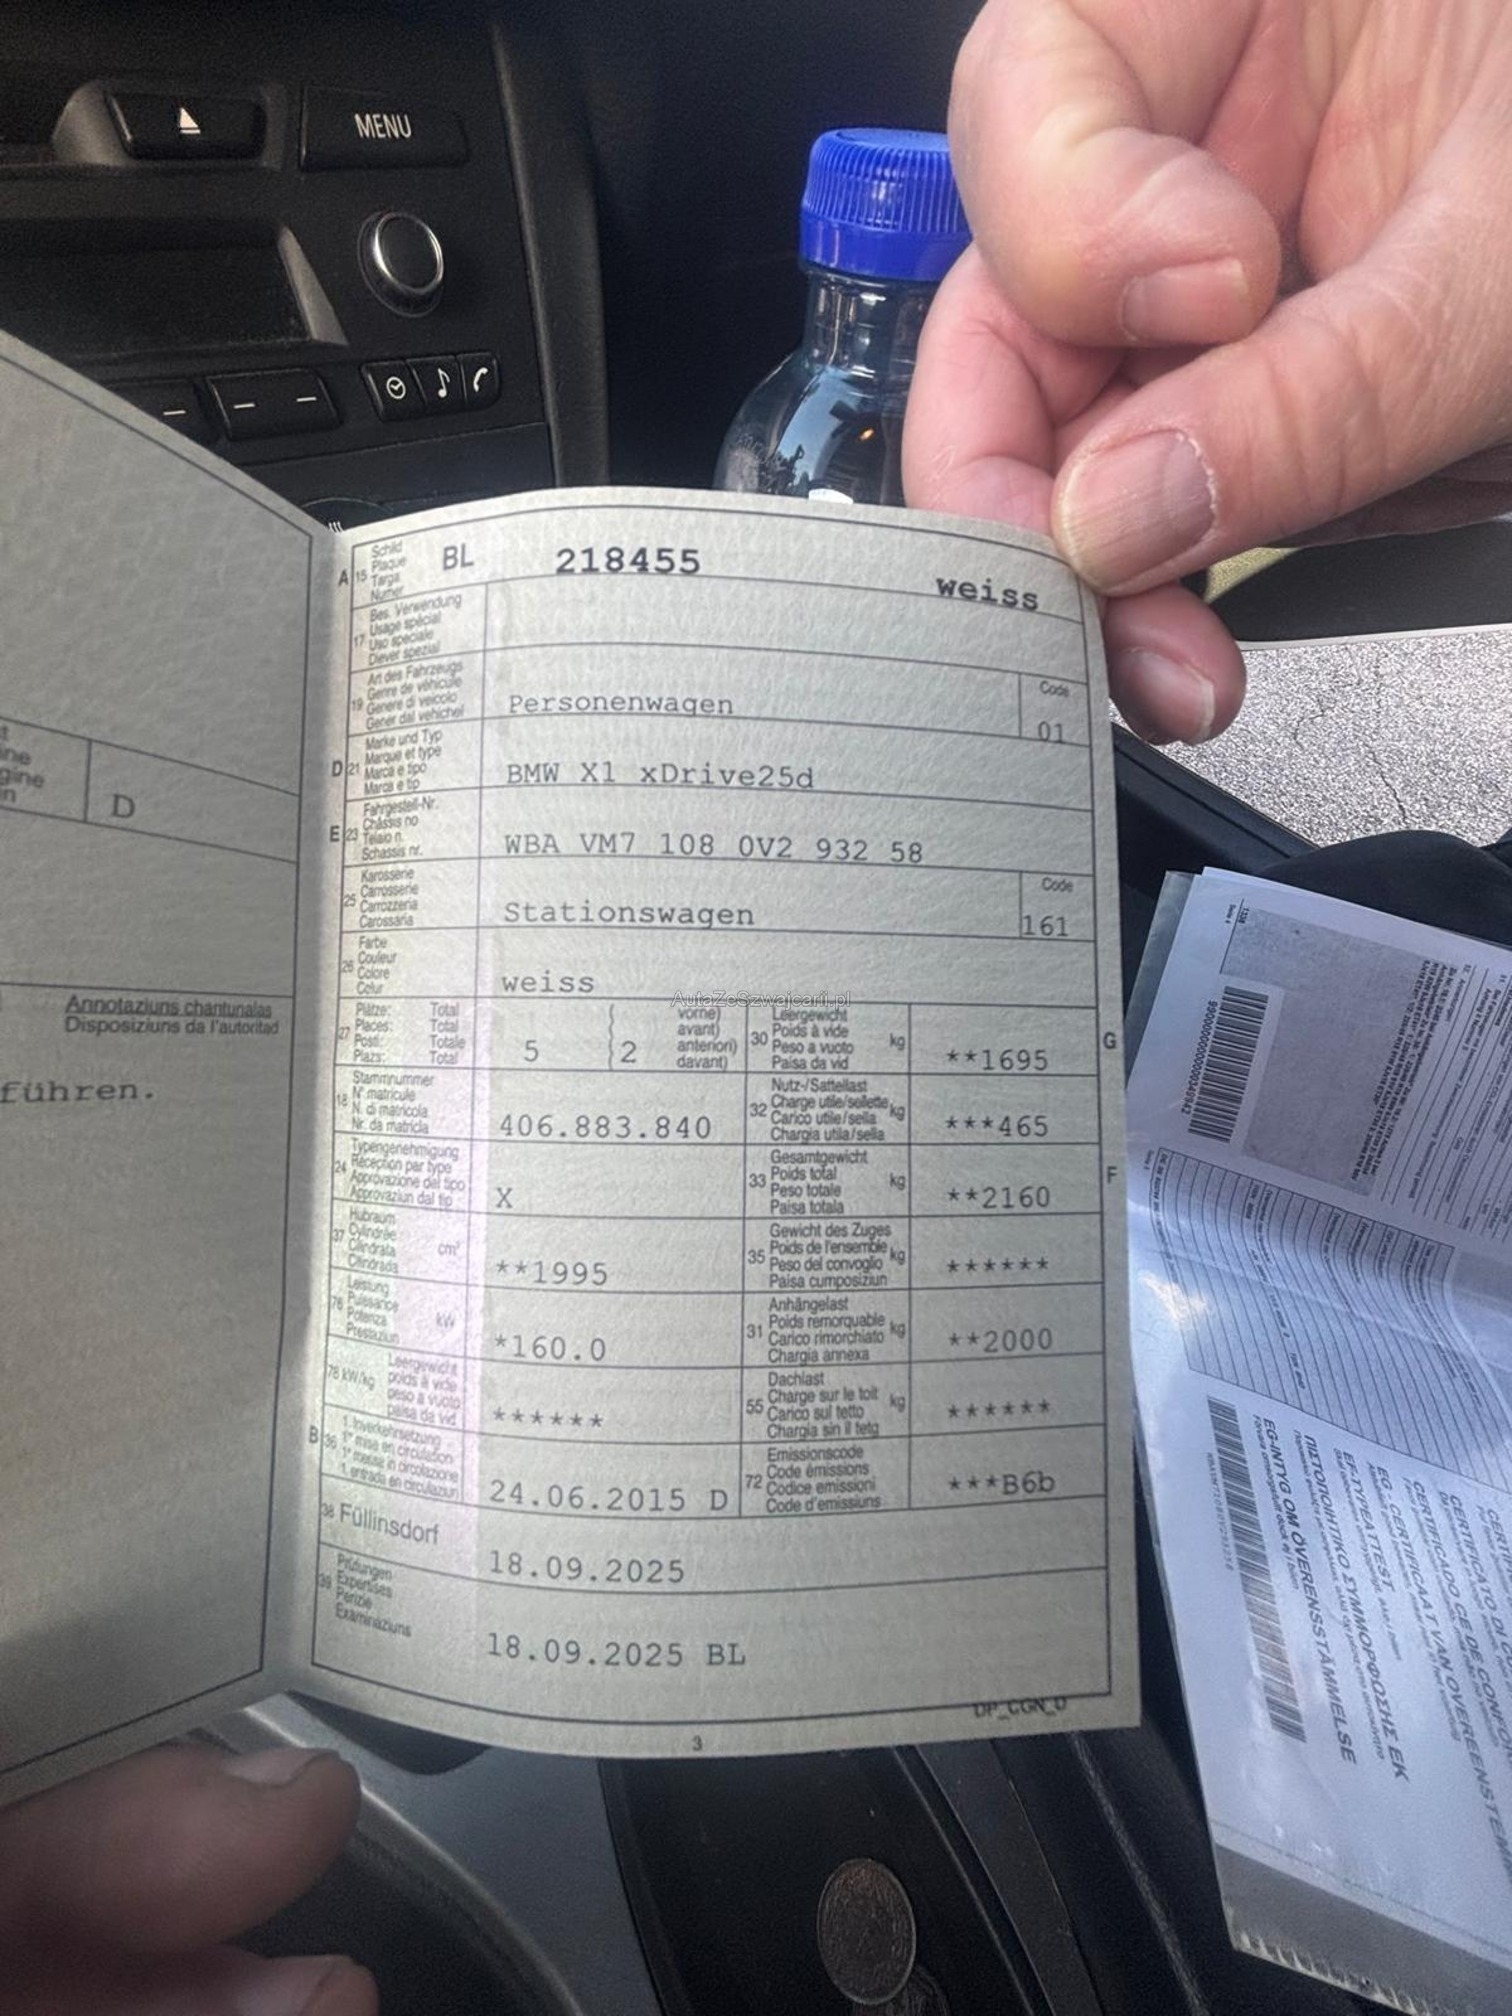 MENU
A 15 Schild Plaque Targa Numer BL 218455 weiss
17 Bes. Verwendung Usage spécial Uso speciale Diever spezial
19 Art des Fahrzeugs Genre de véhicule Genere di veicolo Gener dal vehichel Personenwagen Code 01
D 21 Marke und Typ Marque et type Marca e tipo Marca e tip BMW X1 xDrive25d
E 23 Fahrgestell-Nr. Châssis no Telaio n. Schassis nr. WBA VM7 108 0V2 932 58
25 Karosserie Carrosserie Carrozzeria Carossaria Stationswagen Code 161
26 Farbe Couleur Colore Colur weiss
AutaZeSzwajcarii.pl
27 Plätze: Total Places: Total Posti: Totale Plazs: Total 5 2 vorne) avant) anteriori) davant)
30 Leergewicht Poids à vide Peso a vuoto Paisa da vid kg **1695 G
18 Stammnummer N° matricule N. di matricola Nr. da matricla 406.883.840
32 Nutz-/Sattellast Charge utile/sellette Carico utile/sella Chargia utila/sella kg ***465
24 Typengenehmigung Réception par type Approvazione del tipo Approvaziun dal tip X
33 Gesamtgewicht Poids total Peso totale Paisa totala kg **2160 F
37 Hubraum Cylindrée Cilindrata Cilindrada cm³ **1995
35 Gewicht des Zuges Poids de l'ensemble Peso del convoglio Paisa cumposiziun kg ******
76 Leistung Puissance Potenza Prestaziun kW *160.0
31 Anhängelast Poids remorquable Carico rimorchiato Chargia annexa kg **2000
78 kW/kg Leergewicht poids à vide peso a vuoto paisa da vid ******
55 Dachlast Charge sur le toit Carico sul tetto Chargia sin il tetg kg ******
B 36 1. Inverkehrsetzung 1re mise en circulation 1a messa in circolazione 1. entrada en circulaziun 24.06.2015 D
72 Emissionscode Code émissions Codice emissioni Code d'emissiuns ***B6b
38 Füllinsdorf 18.09.2025
39 Prüfungen Expertises Perizie Examinaziuns 18.09.2025 BL
DP_CGN_0
3
D
Annotaziuns chantunalas
Disposiziuns da l'autoritad
führen.
EG-INTYG OM ÖVERENSSTÄMMELSE
ΠΙΣΤΟΠΟΙΗΤΙΚΟ ΣΥΜΜΟΡΦΩΣΗΣ ΕΚ
EF-TYPEATTEST
CERTIFICAAT VAN OVEREENSTEMM